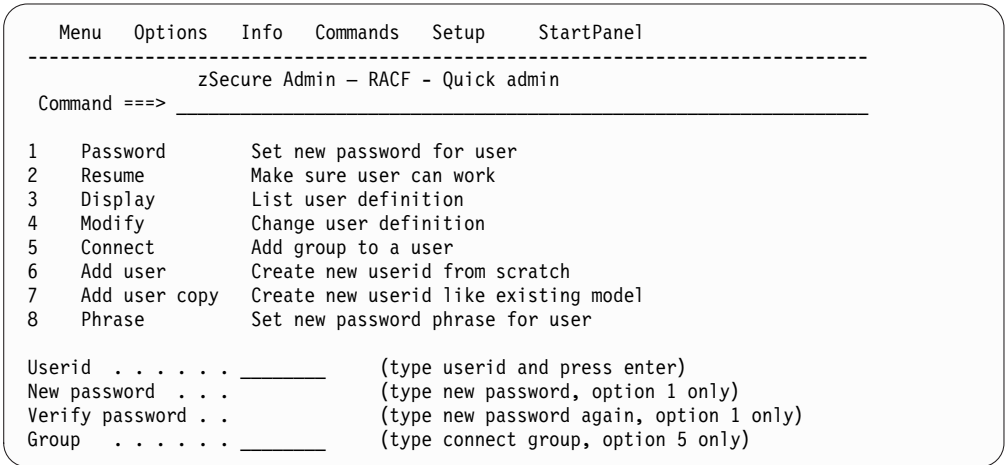 Menu Options Info Commands Setup StartPanel
-------------------------------------------------------------------------------
zSecure Admin – RACF - Quick admin
Command ===> _________________________________________________________________
1 Password Set new password for user
2 Resume Make sure user can work
3 Display List user definition
4 Modify Change user definition
5 Connect Add group to a user
6 Add user Create new userid from scratch
7 Add user copy Create new userid like existing model
8 Phrase Set new password phrase for user
Userid . . . . . . ________ (type userid and press enter)
New password . . . (type new password, option 1 only)
Verify password . . (type new password again, option 1 only)
Group . . . . . . ________ (type connect group, option 5 only)